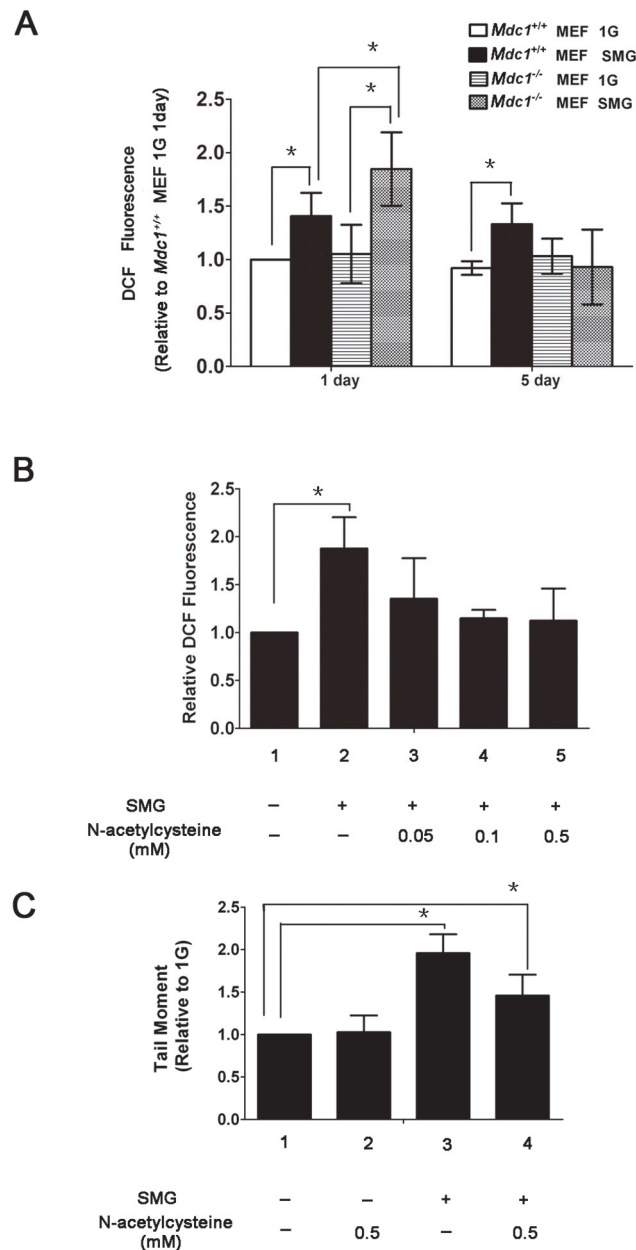 A
Mdc1+/+ MEF 1G
Mdc1+/+ MEF SMG
Mdc1-/- MEF 1G
Mdc1-/- MEF SMG
DCF Fluorescence
(Relative to Mdc1+/+ MEF 1G 1day)
2.5
2.0
1.5
1.0
0.5
0.0
*
*
*
*
1 day
5 day
B
Relative DCF Fluorescence
2.5
2.0
1.5
1.0
0.5
0.0
*
1 2 3 4 5
SMG – + + + +
N-acetylcysteine – – 0.05 0.1 0.5
(mM)
C
Tail Moment
(Relative to 1G)
2.5
2.0
1.5
1.0
0.5
0.0
*
*
1 2 3 4
SMG – – + +
N-acetylcysteine – 0.5 – 0.5
(mM)